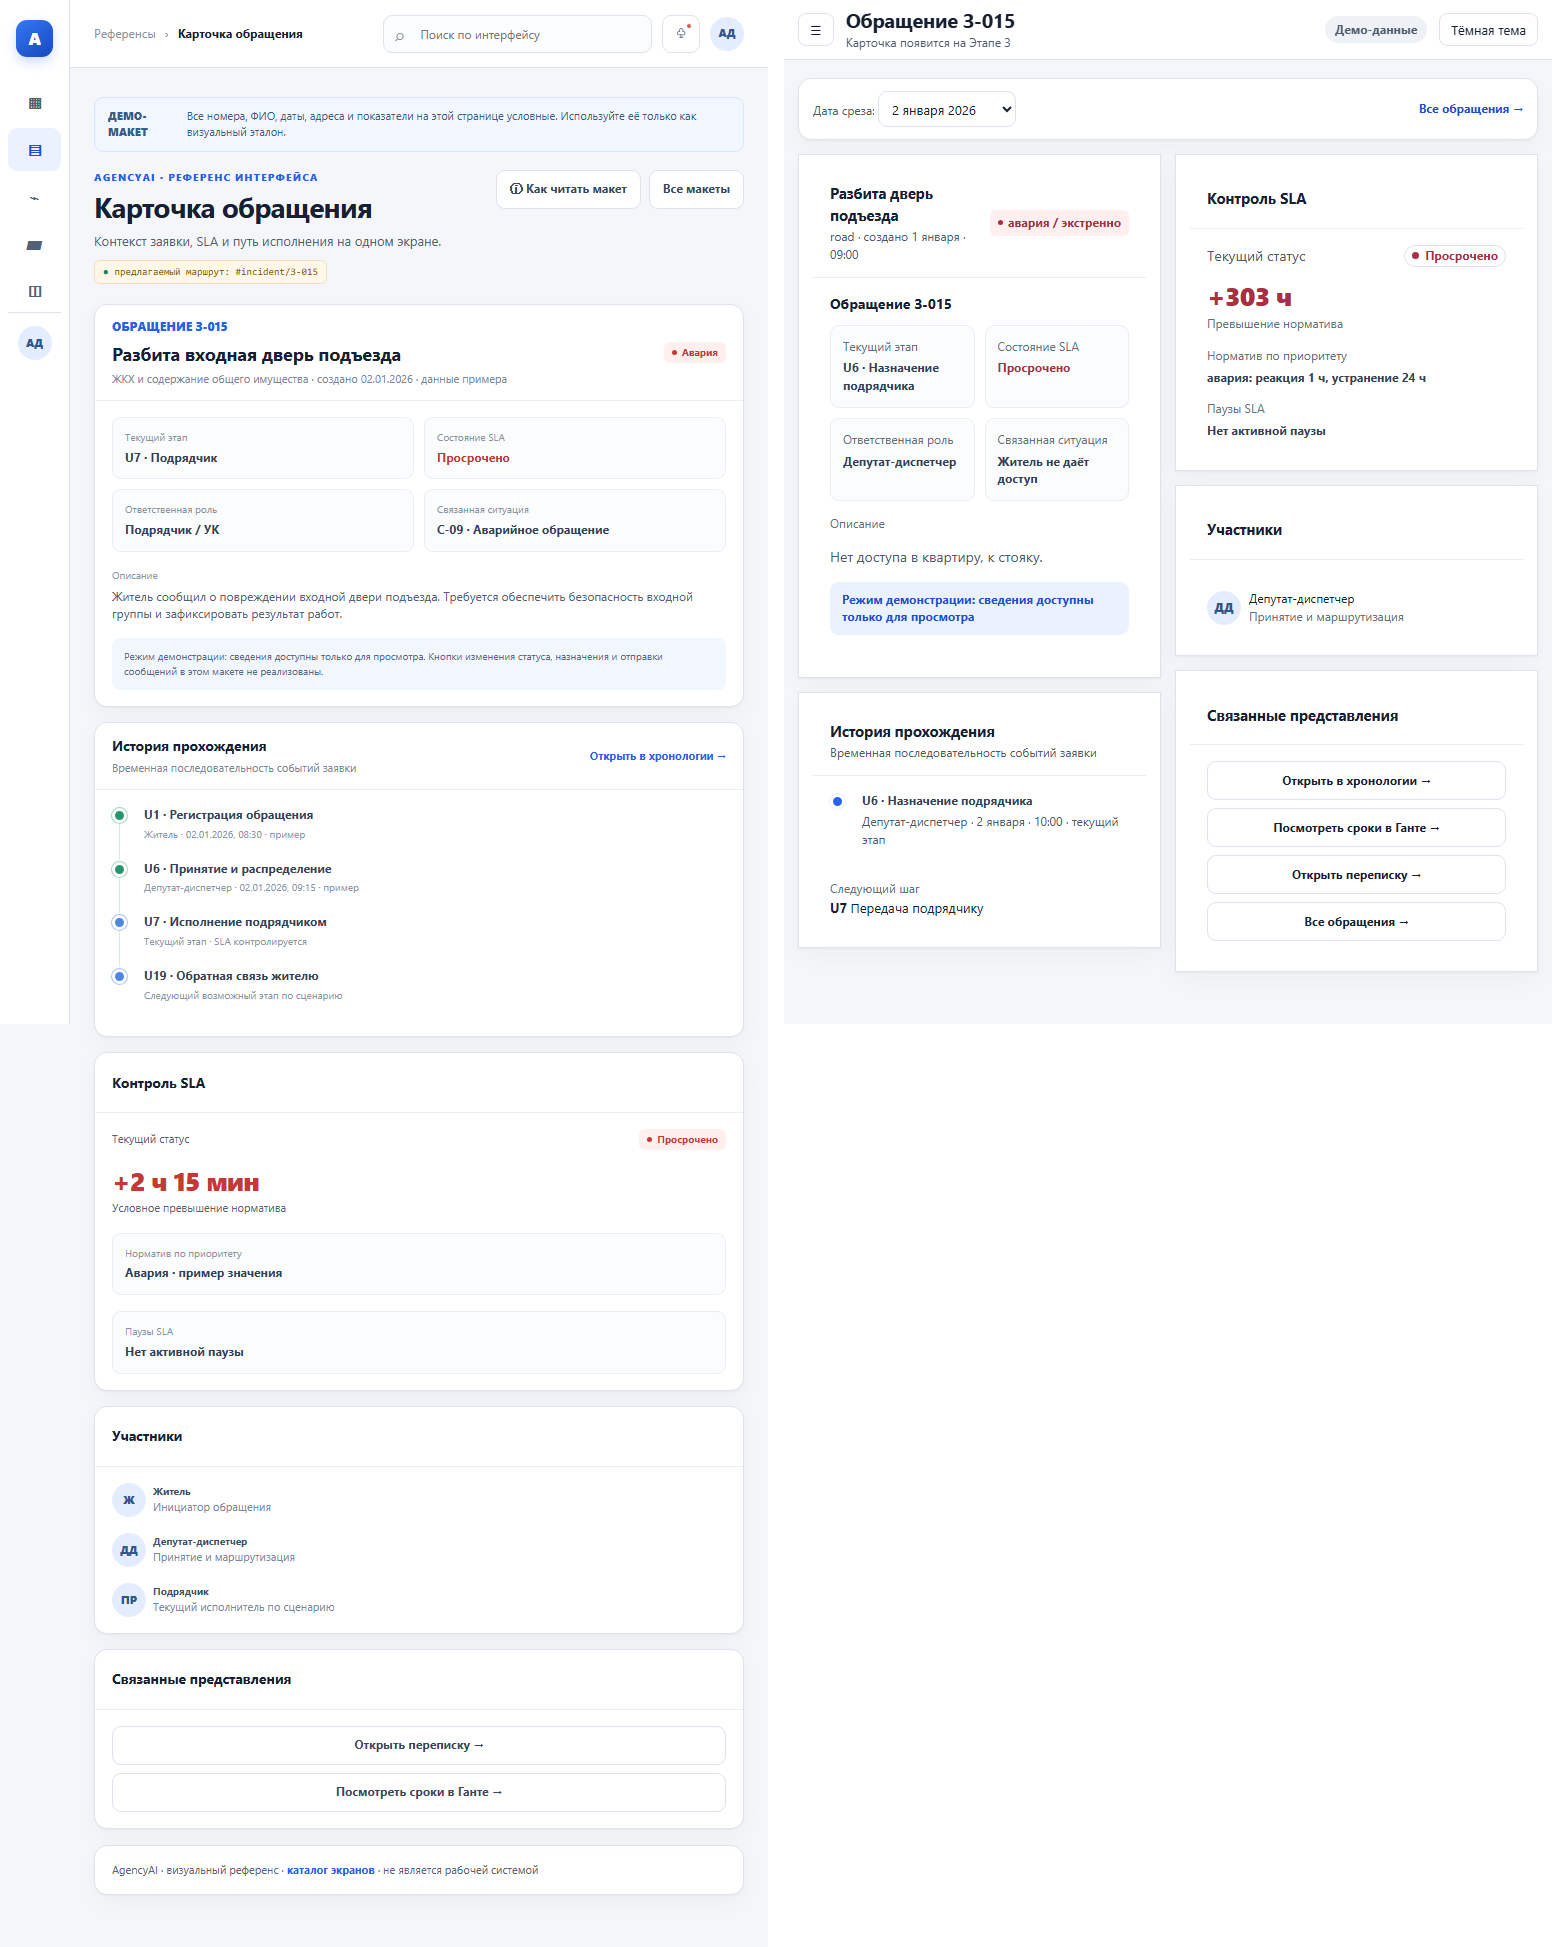 A
Референсы › Карточка обращения
Поиск по интерфейсу
АД
АД
ДЕМО-
МАКЕТ
Все номера, ФИО, даты, адреса и показатели на этой странице условные. Используйте её только как
визуальный эталон.
AGENCYAI · РЕФЕРЕНС ИНТЕРФЕЙСА
Карточка обращения
Контекст заявки, SLA и путь исполнения на одном экране.
предлагаемый маршрут: #incident/3-015
Как читать макет
Все макеты
ОБРАЩЕНИЕ 3-015
Разбита входная дверь подъезда
ЖКХ и содержание общего имущества · создано 02.01.2026 · данные примера
Авария
Текущий этап
U7 · Подрядчик
Состояние SLA
Просрочено
Ответственная роль
Подрядчик / УК
Связанная ситуация
C-09 · Аварийное обращение
Описание
Житель сообщил о повреждении входной двери подъезда. Требуется обеспечить безопасность входной
группы и зафиксировать результат работ.
Режим демонстрации: сведения доступны только для просмотра. Кнопки изменения статуса, назначения и отправки
сообщений в этом макете не реализованы.
История прохождения
Временная последовательность событий заявки
Открыть в хронологии →
U1 · Регистрация обращения
Житель · 02.01.2026, 08:30 · пример
U6 · Принятие и распределение
Депутат-диспетчер · 02.01.2026, 09:15 · пример
U7 · Исполнение подрядчиком
Текущий этап · SLA контролируется
U19 · Обратная связь жителю
Следующий возможный этап по сценарию
Контроль SLA
Текущий статус
Просрочено
+2 ч 15 мин
Условное превышение норматива
Норматив по приоритету
Авария · пример значения
Паузы SLA
Нет активной паузы
Участники
Ж
Житель
Инициатор обращения
ДД
Депутат-диспетчер
Принятие и маршрутизация
ПР
Подрядчик
Текущий исполнитель по сценарию
Связанные представления
Открыть переписку →
Посмотреть сроки в Ганте →
AgencyAI · визуальный референс · каталог экранов · не является рабочей системой
Обращение 3-015
Карточка появится на Этапе 3
Демо-данные
Тёмная тема
Дата среза: 2 января 2026
Все обращения →
Разбита дверь
подъезда
road · создано 1 января ·
09:00
авария / экстренно
Обращение 3-015
Текущий этап
U6 · Назначение
подрядчика
Состояние SLA
Просрочено
Ответственная роль
Депутат-диспетчер
Связанная ситуация
Житель не даёт
доступ
Описание
Нет доступа в квартиру, к стояку.
Режим демонстрации: сведения доступны
только для просмотра
История прохождения
Временная последовательность событий заявки
U6 · Назначение подрядчика
Депутат-диспетчер · 2 января · 10:00 · текущий
этап
Следующий шаг
U7 Передача подрядчику
Контроль SLA
Текущий статус
Просрочено
+303 ч
Превышение норматива
Норматив по приоритету
авария: реакция 1 ч, устранение 24 ч
Паузы SLA
Нет активной паузы
Участники
ДД
Депутат-диспетчер
Принятие и маршрутизация
Связанные представления
Открыть в хронологии →
Посмотреть сроки в Ганте →
Открыть переписку →
Все обращения →